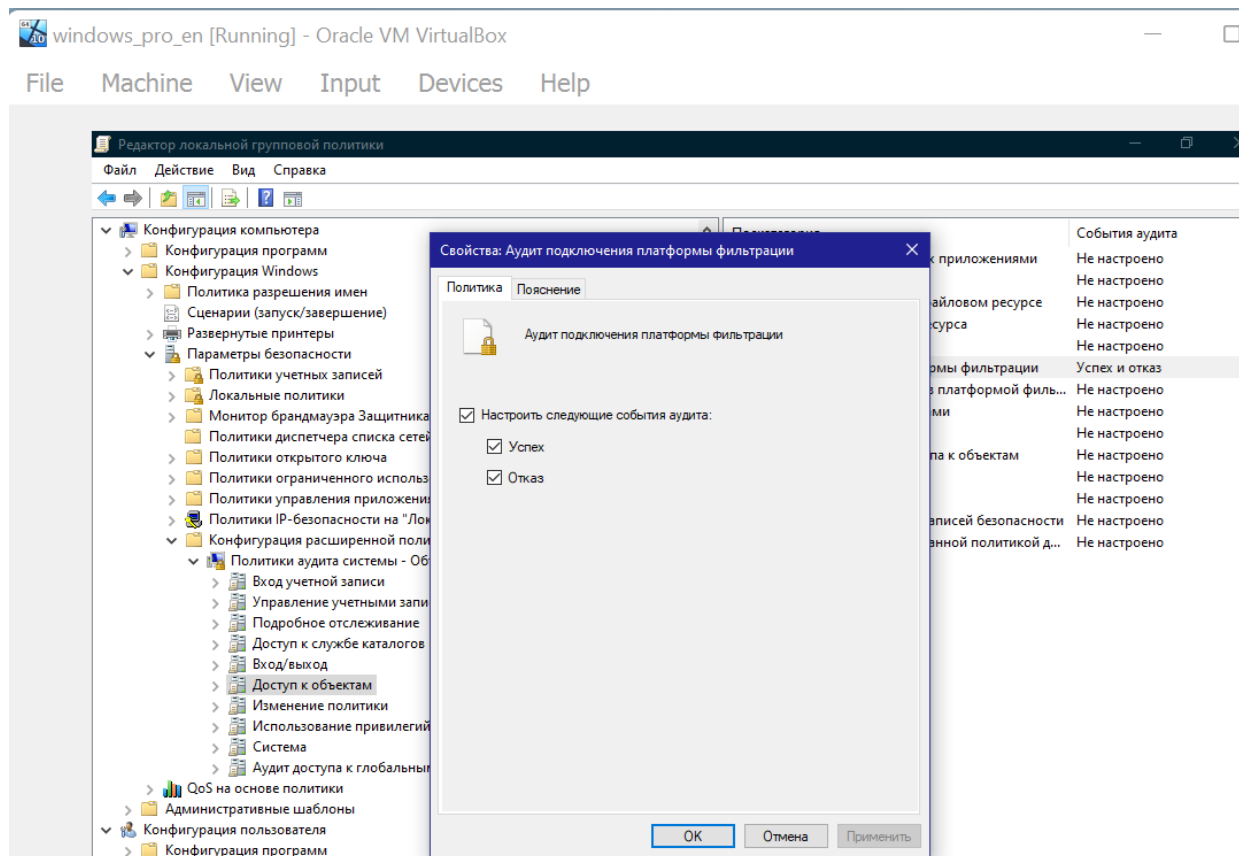 windows_pro_en [Running] - Oracle VM VirtualBox
File Machine View Input Devices Help
Редактор локальной групповой политики
Файл Действие Вид Справка
Конфигурация компьютера
Конфигурация программ
Конфигурация Windows
Политика разрешения имен
Сценарии (запуск/завершение)
Развернутые принтеры
Параметры безопасности
Политики учетных записей
Локальные политики
Монитор брандмауэра Защитника
Политики диспетчера списка сетей
Политики открытого ключа
Политики ограниченного использ
Политики управления приложени
Политики IP-безопасности на "Лок
Конфигурация расширенной поли
Политики аудита системы - Об
Вход учетной записи
Управление учетными запи
Подробное отслеживание
Доступ к службе каталогов
Вход/выход
Доступ к объектам
Изменение политики
Использование привилегий
Система
Аудит доступа к глобальны
QoS на основе политики
Административные шаблоны
Конфигурация пользователя
Конфигурация программ
Свойства: Аудит подключения платформы фильтрации
Политика Пояснение
Аудит подключения платформы фильтрации
Настроить следующие события аудита:
Успех
Отказ
OK Отмена Применить
События аудита
приложениями Не настроено
Не настроено
айловом ресурсе Не настроено
сурса Не настроено
Не настроено
рмы фильтрации Успех и отказ
в платформой филь... Не настроено
ми Не настроено
Не настроено
па к объектам Не настроено
Не настроено
Не настроено
аписей безопасности Не настроено
анной политикой д... Не настроено